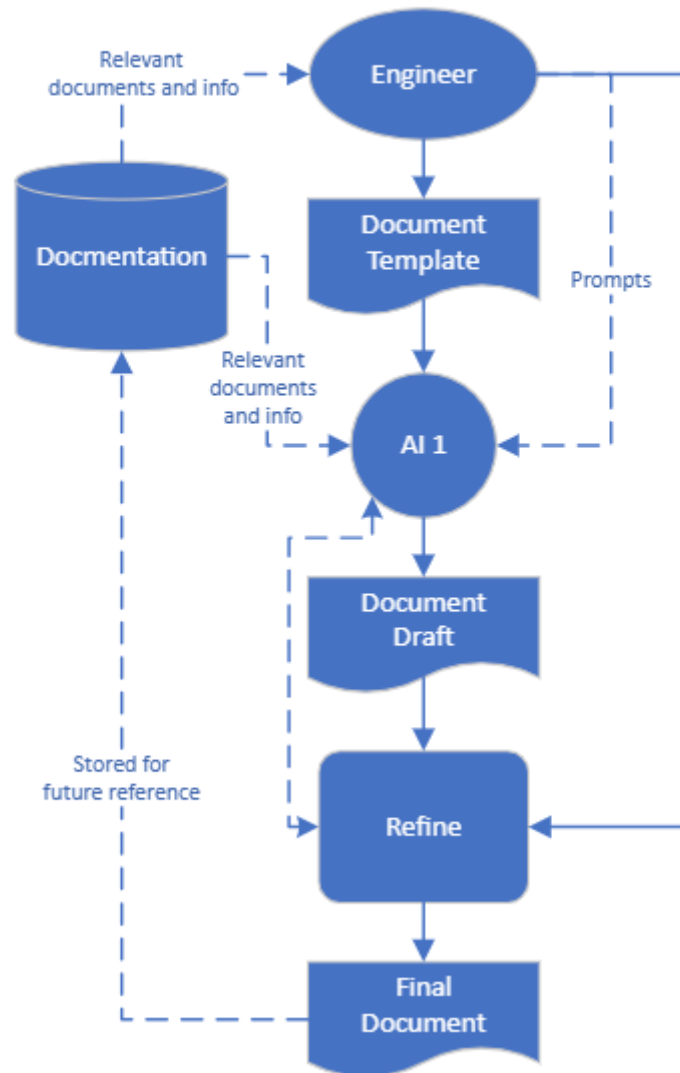 Relevant
documents and info
Engineer
Document
Template
Docmentation
Prompts
Relevant
documents
and info
AI 1
Document
Draft
Stored for
future reference
Refine
Final
Document